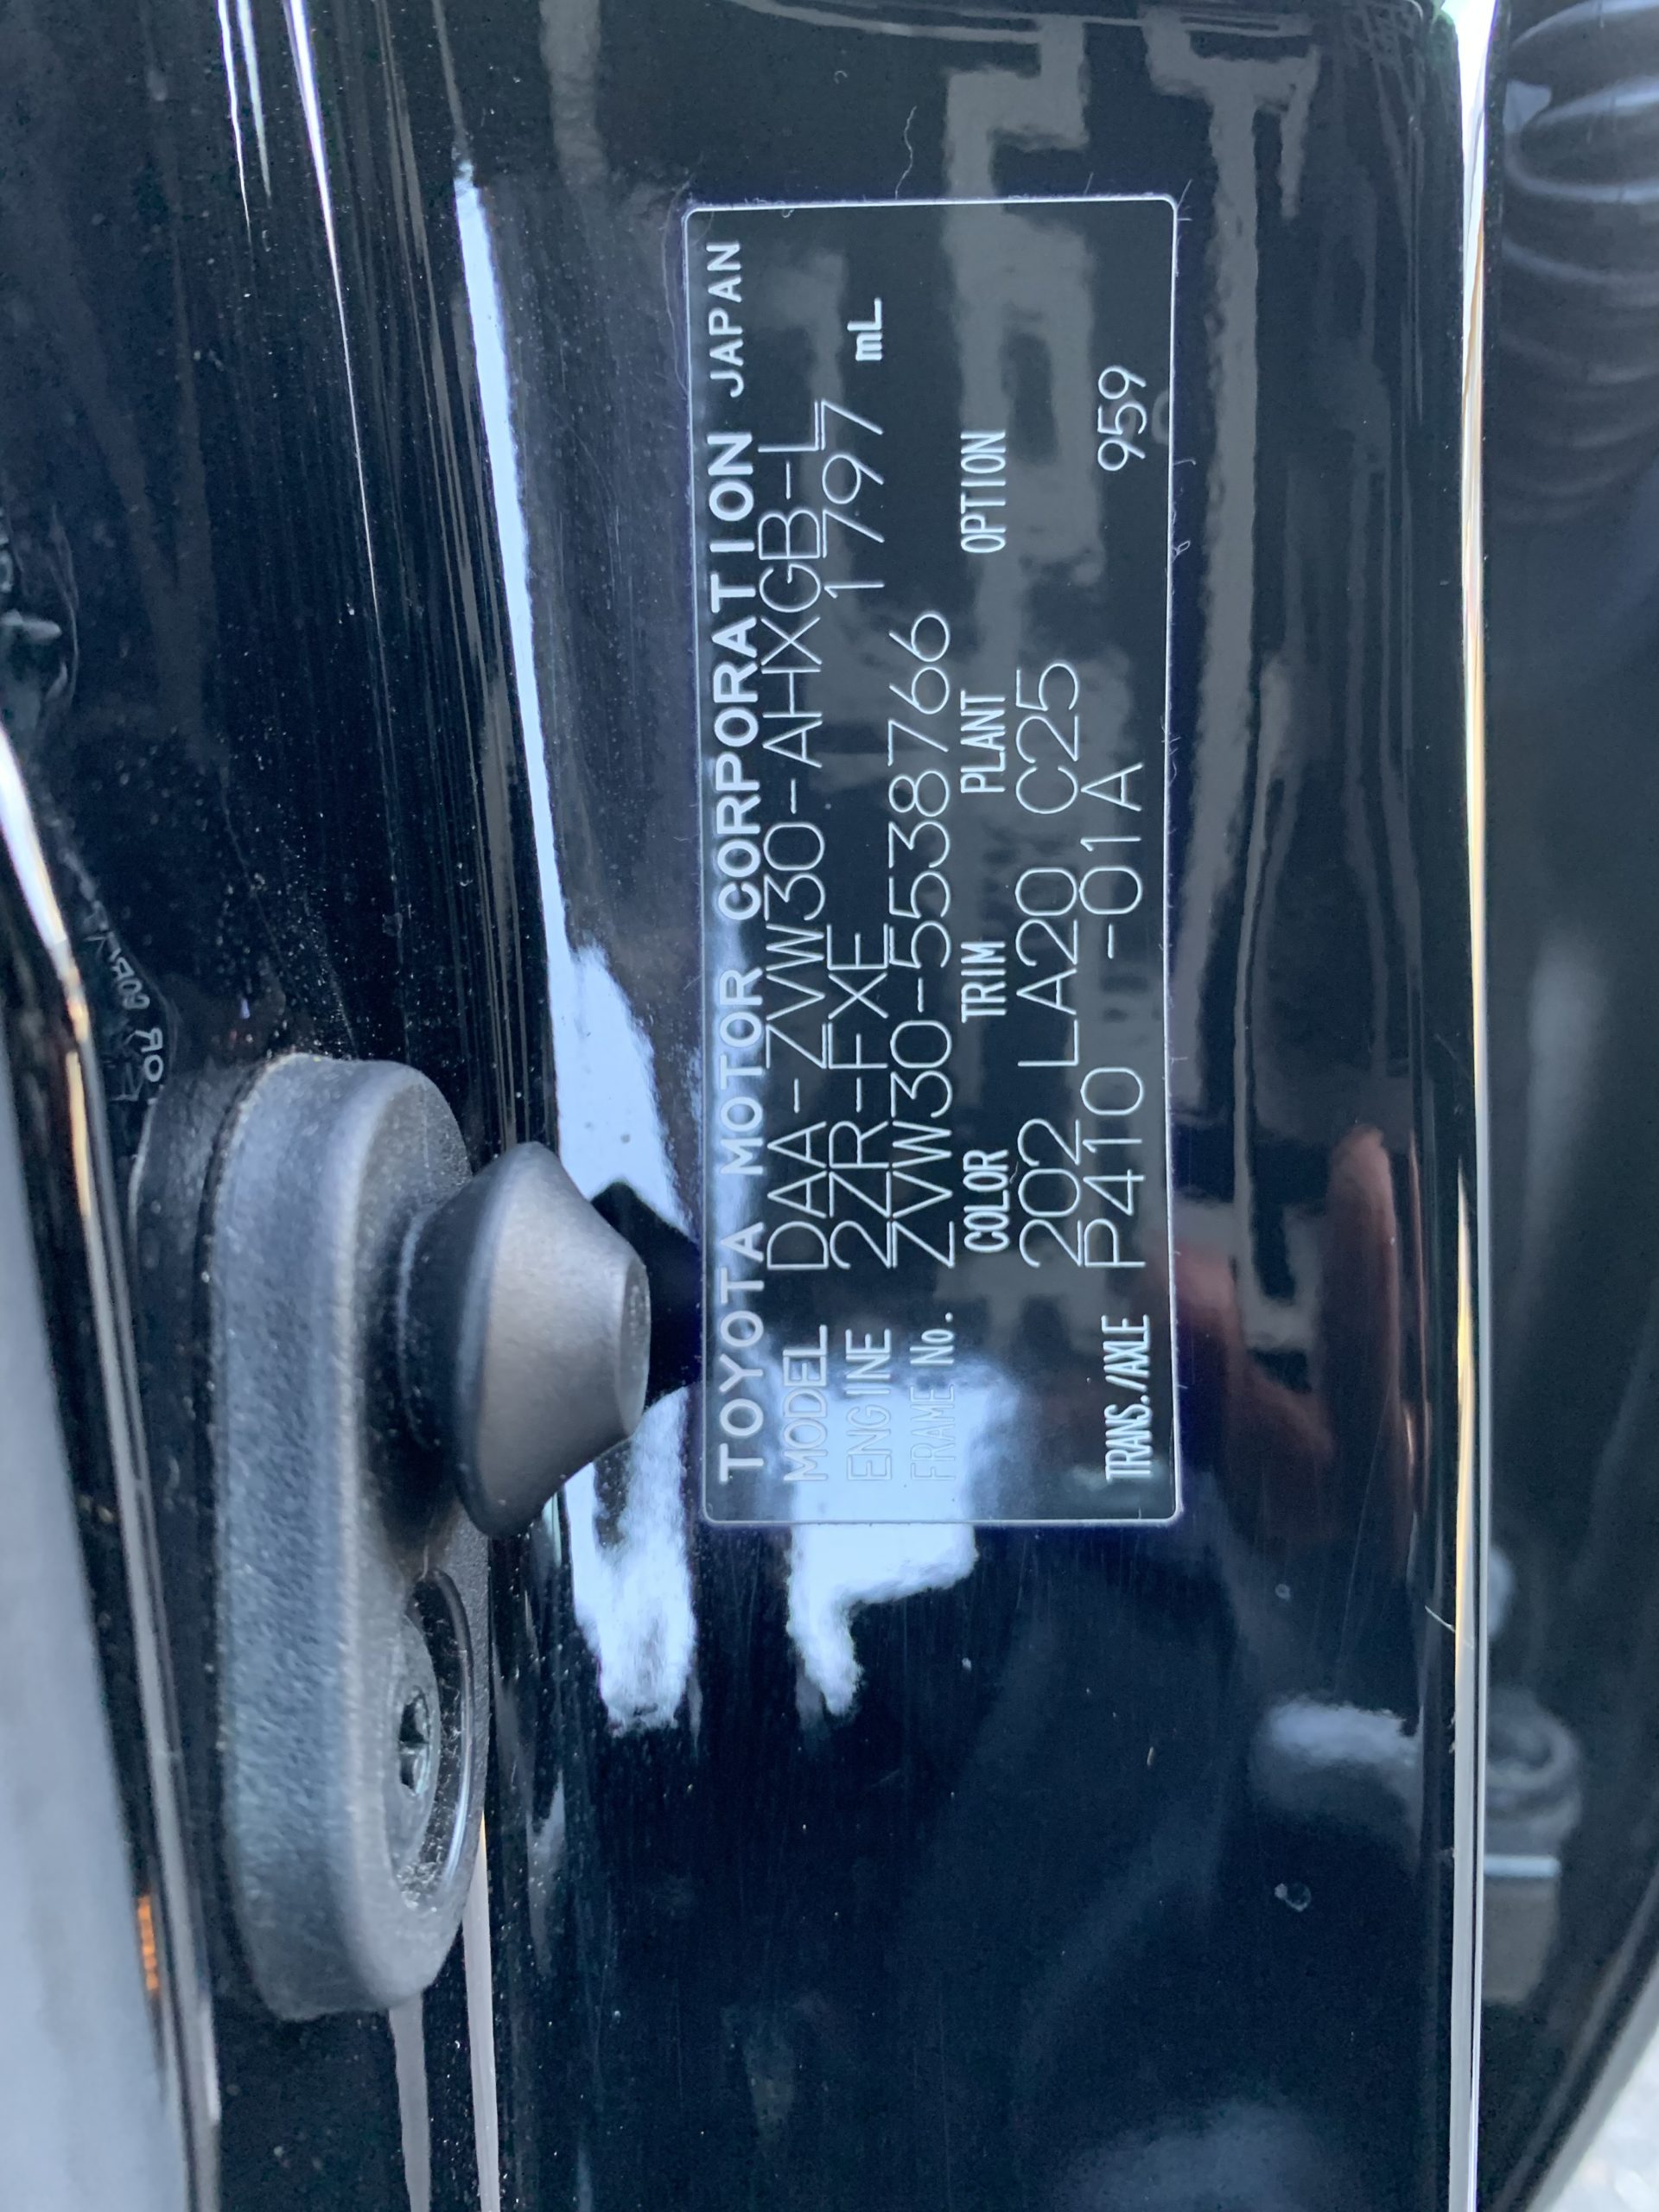 TOYOTA MOTOR CORPORATION JAPAN
MODEL DAA-ZVW30-AHXGB-L
ENGINE 2ZR-FXE 1797 mL
FRAME No. ZVW30-5538766
COLOR TRIM PLANT OPTION
202 LA20 C25
TRANS./AXLE P410 -01A 959